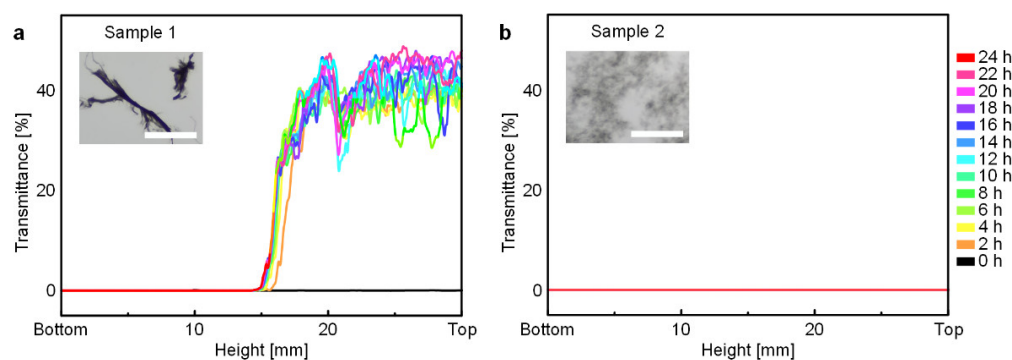 a
Sample 1
Transmittance [%]
40
20
0
Bottom
10
20
Top
Height [mm]
b
Sample 2
Transmittance [%]
40
20
0
Bottom
10
20
Top
Height [mm]
24 h
22 h
20 h
18 h
16 h
14 h
12 h
10 h
8 h
6 h
4 h
2 h
0 h